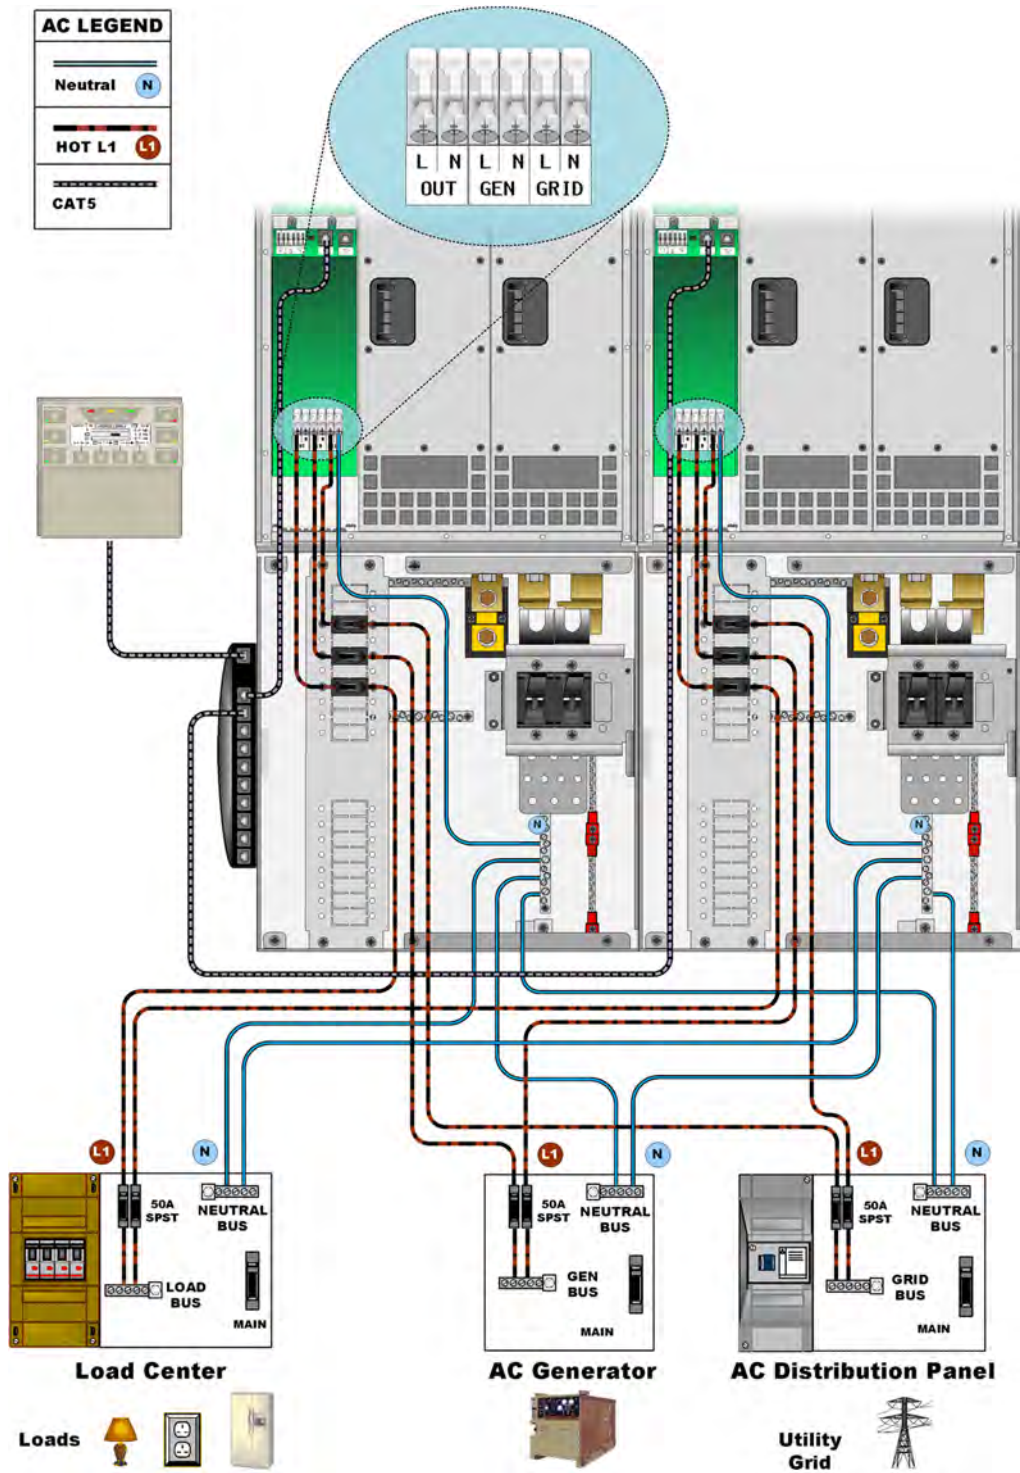 AC LEGEND
Neutral N
HOT L1 L1
CAT5
L N L N L N
OUT GEN GRID
N
N
L1
N
50A
SPST
NEUTRAL
BUS
LOAD
BUS
MAIN
Load Center
L1
N
50A
SPST
NEUTRAL
BUS
GEN
BUS
MAIN
AC Generator
L1
N
50A
SPST
NEUTRAL
BUS
GRID
BUS
MAIN
AC Distribution Panel
Loads
Utility
Grid